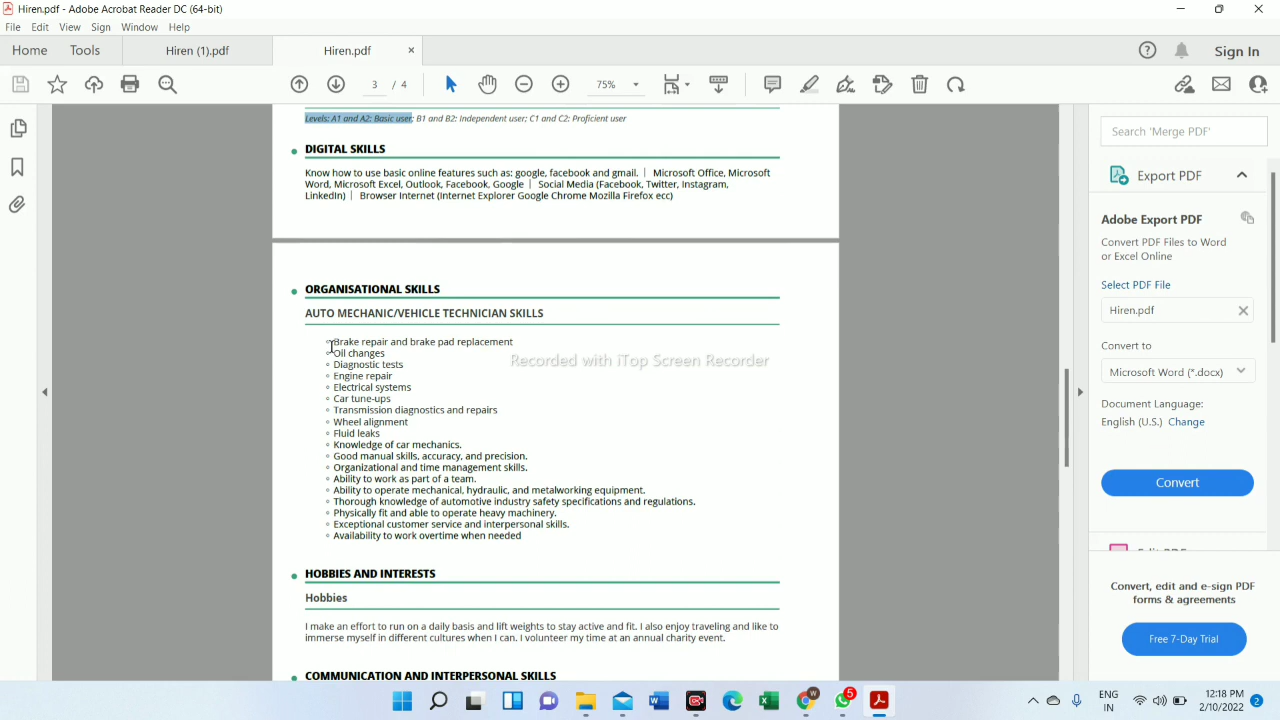 Hiren.pdf - Adobe Acrobat Reader DC (64-bit)
File Edit View Sign Window Help
Home Tools Hiren (1).pdf Hiren.pdf × Sign In
3 / 4 75%
Levels: A1 and A2: Basic user; B1 and B2: Independent user; C1 and C2: Proficient user
DIGITAL SKILLS
Know how to use basic online features such as: google, facebook and gmail. | Microsoft Office, Microsoft
Word, Microsoft Excel, Outlook, Facebook, Google | Social Media (Facebook, Twitter, Instagram,
LinkedIn) | Browser Internet (Internet Explorer Google Chrome Mozilla Firefox ecc)
ORGANISATIONAL SKILLS
AUTO MECHANIC/VEHICLE TECHNICIAN SKILLS
Brake repair and brake pad replacement
Oil changes
Diagnostic tests
Engine repair
Electrical systems
Car tune-ups
Transmission diagnostics and repairs
Wheel alignment
Fluid leaks
Knowledge of car mechanics.
Good manual skills, accuracy, and precision.
Organizational and time management skills.
Ability to work as part of a team.
Ability to operate mechanical, hydraulic, and metalworking equipment.
Thorough knowledge of automotive industry safety specifications and regulations.
Physically fit and able to operate heavy machinery.
Exceptional customer service and interpersonal skills.
Availability to work overtime when needed
Recorded with iTop Screen Recorder
HOBBIES AND INTERESTS
Hobbies
I make an effort to run on a daily basis and lift weights to stay active and fit. I also enjoy traveling and like to
immerse myself in different cultures when I can. I volunteer my time at an annual charity event.
COMMUNICATION AND INTERPERSONAL SKILLS
Search 'Merge PDF'
Export PDF
Adobe Export PDF
Convert PDF Files to Word
or Excel Online
Select PDF File
Hiren.pdf
Convert to
Microsoft Word (*.docx)
Document Language:
English (U.S.) Change
Convert
Edit PDF
Convert, edit and e-sign PDF
forms & agreements
Free 7-Day Trial
W
5
ENG
IN
12:18 PM
2/10/2022
2